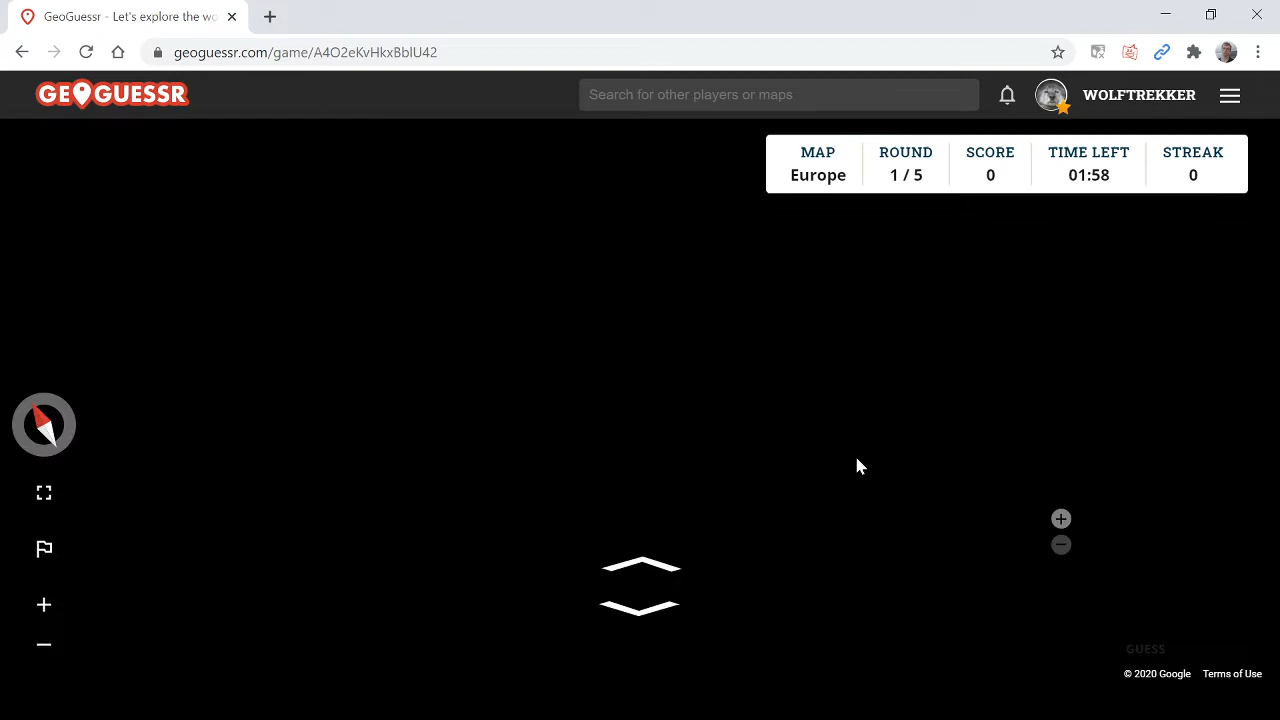 GeoGuessr - Let's explore the wo
geoguessr.com/game/A4O2eKvHkxBblU42
GEOGUESSR
Search for other players or maps
WOLFTREKKER
MAP ROUND SCORE TIME LEFT STREAK
Europe 1 / 5 0 01:58 0
GUESS
© 2020 Google Terms of Use